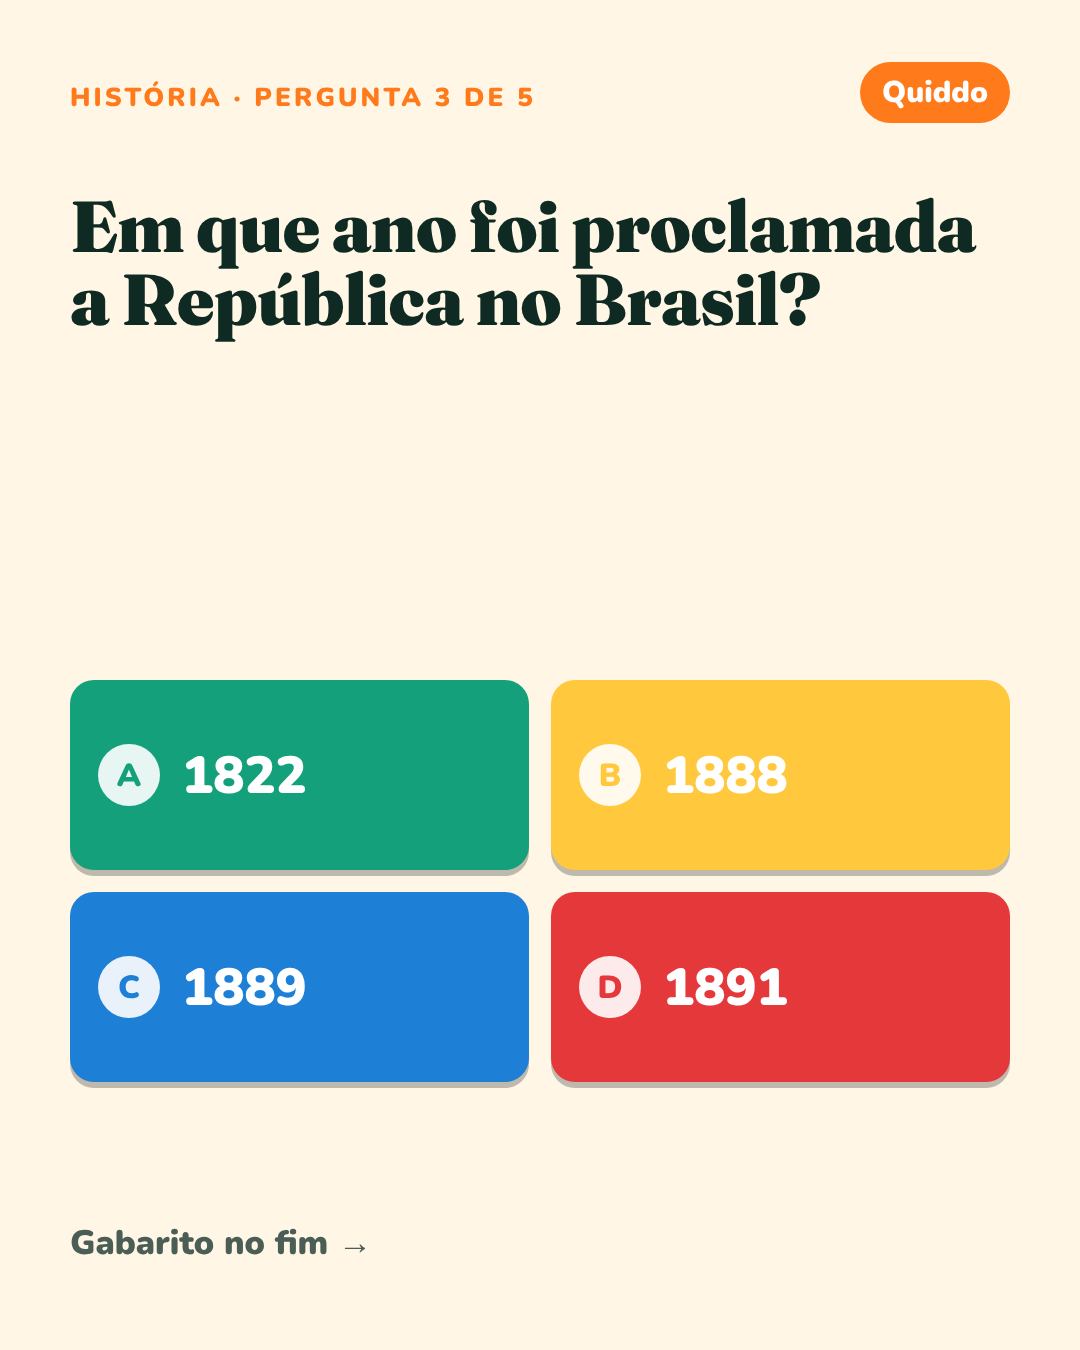 HISTÓRIA · PERGUNTA 3 DE 5
Quiddo
Em que ano foi proclamada
a República no Brasil?
A 1822
B 1888
C 1889
D 1891
Gabarito no fim →